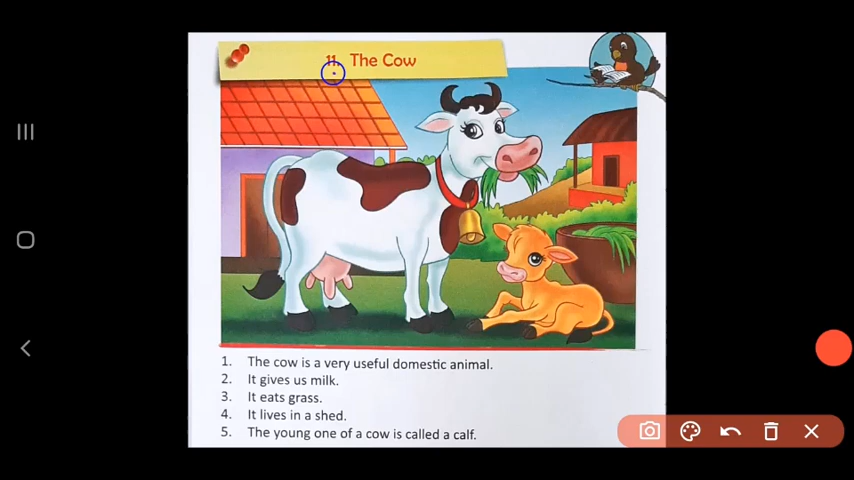 11. The Cow
1. The cow is a very useful domestic animal.
2. It gives us milk.
3. It eats grass.
4. It lives in a shed.
5. The young one of a cow is called a calf.